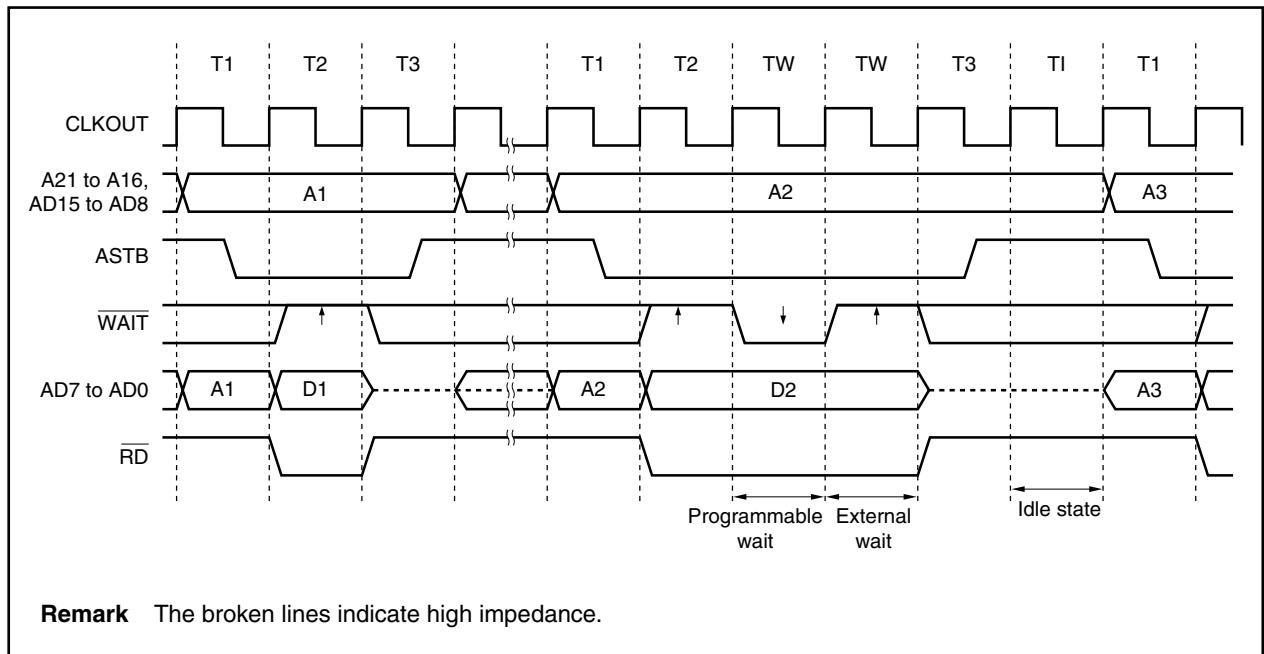 T1 T2 T3 T1 T2 TW TW T3 TI T1
CLKOUT
A21 to A16,
AD15 to AD8
A1 A2 A3
ASTB
WAIT
AD7 to AD0 A1 D1 A2 D2 A3
RD
Programmable
wait
External
wait
Idle state
Remark The broken lines indicate high impedance.